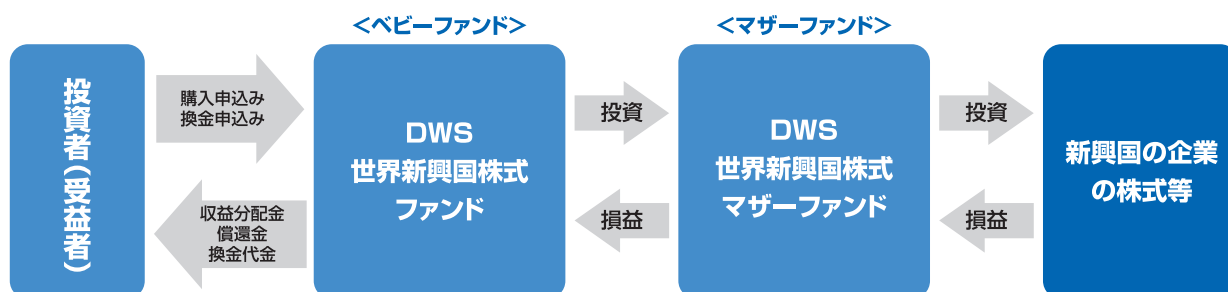 <ベビーファンド>
<マザーファンド>
投資者(受益者)
購入申込み
換金申込み
収益分配金
償還金
換金代金
DWS
世界新興国株式
ファンド
投資
損益
DWS
世界新興国株式
マザーファンド
投資
損益
新興国の企業
の株式等